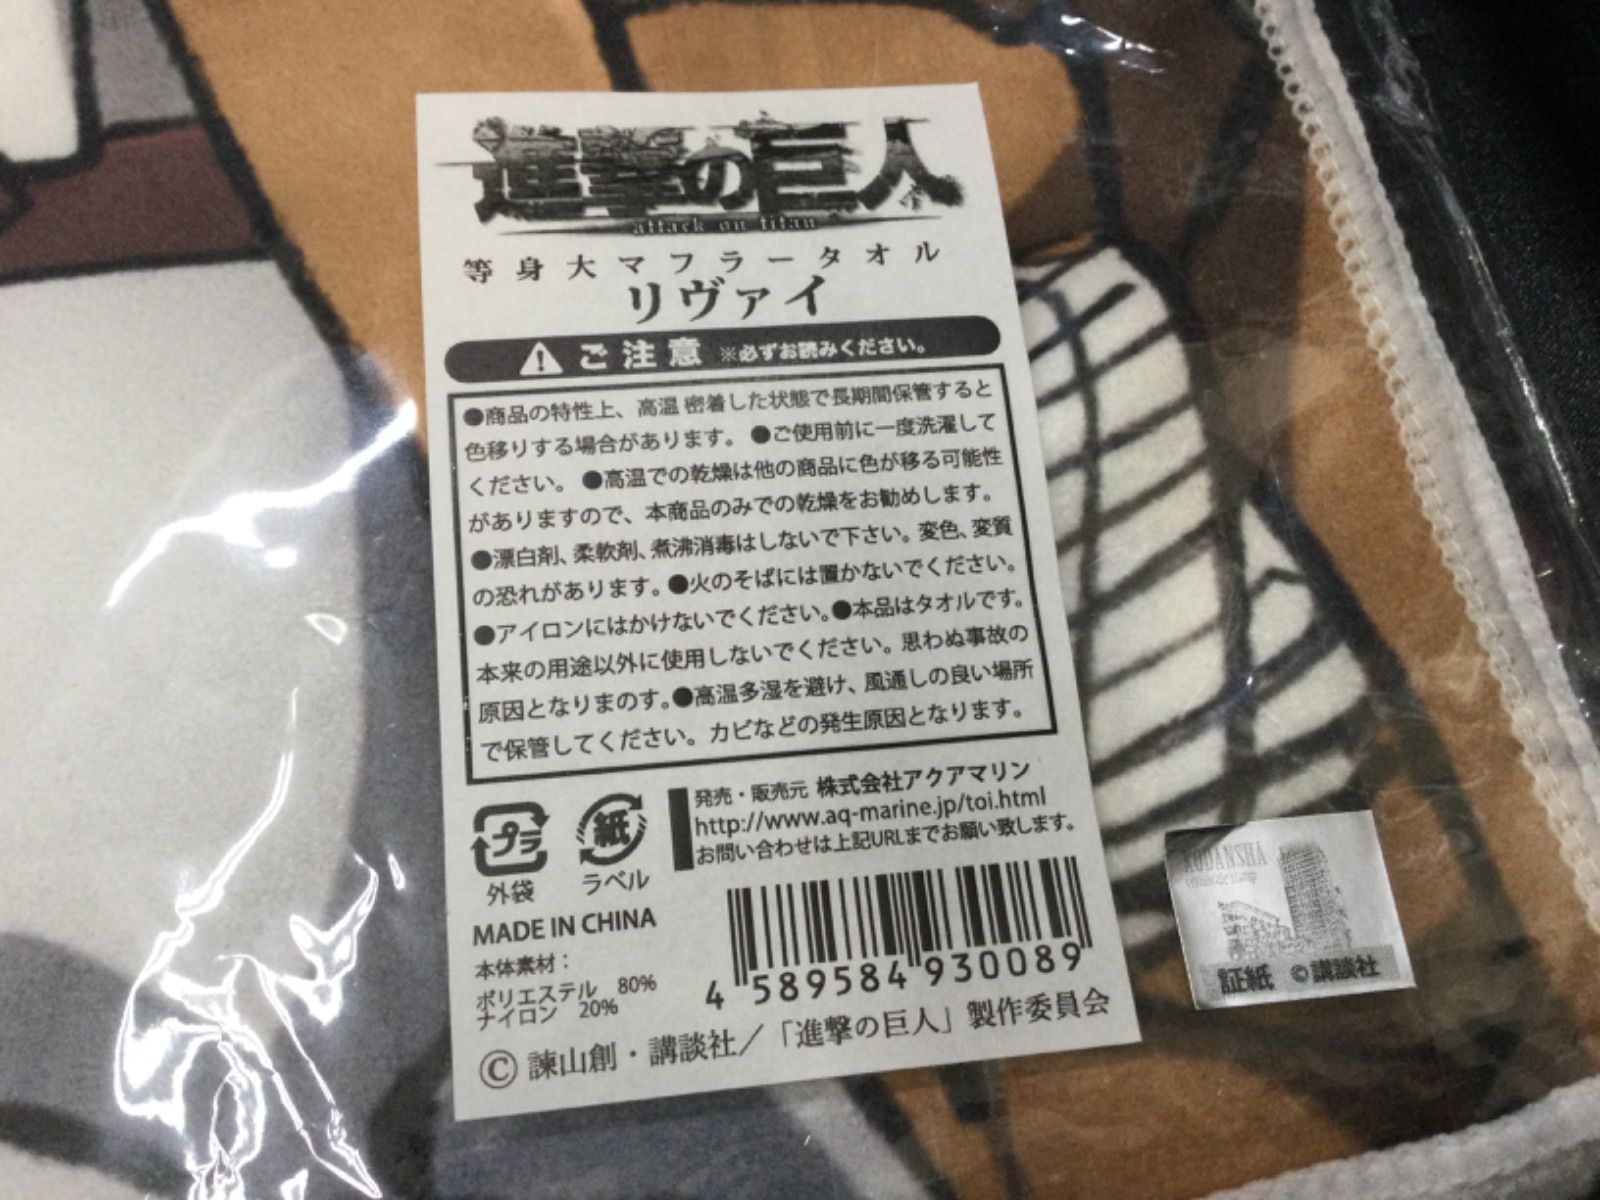 進撃の巨人
attack on titan
等身大マフラータオル
リヴァイ
ご注意 ※必ずお読みください。
●商品の特性上、高温密着した状態で長期間保管すると
色移りする場合があります。 ●ご使用前に一度洗濯して
ください。 ●高温での乾燥は他の商品に色が移る可能性
がありますので、本商品のみでの乾燥をお勧めします。
●漂白剤、柔軟剤、煮沸消毒はしないで下さい。変色、変質
の恐れがあります。●火のそばには置かないでください。
●アイロンにはかけないでください。●本品はタオルです。
本来の用途以外に使用しないでください。思わぬ事故の
原因となりまのす。●高温多湿を避け、風通しの良い場所
で保管してください。カビなどの発生原因となります。
プラ
外袋
紙
ラベル
発売・販売元 株式会社アクアマリン
http://www.aq-marine.jp/toi.html
お問い合わせは上記URLまでお願い致します。
MADE IN CHINA
本体素材：
ポリエステル 80%
ナイロン 20%
4 589584 930089
©諫山創・講談社／「進撃の巨人」製作委員会
KODANSHA
証紙 ©講談社